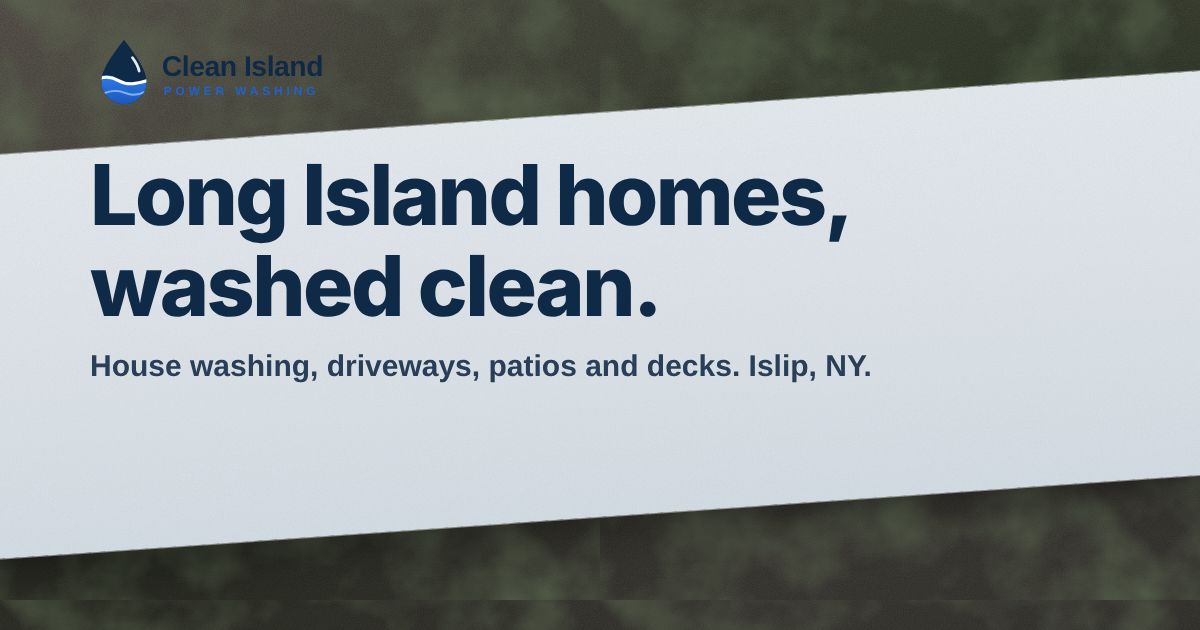 Clean Island
POWER WASHING
Long Island homes,
washed clean.
House washing, driveways, patios and decks. Islip, NY.